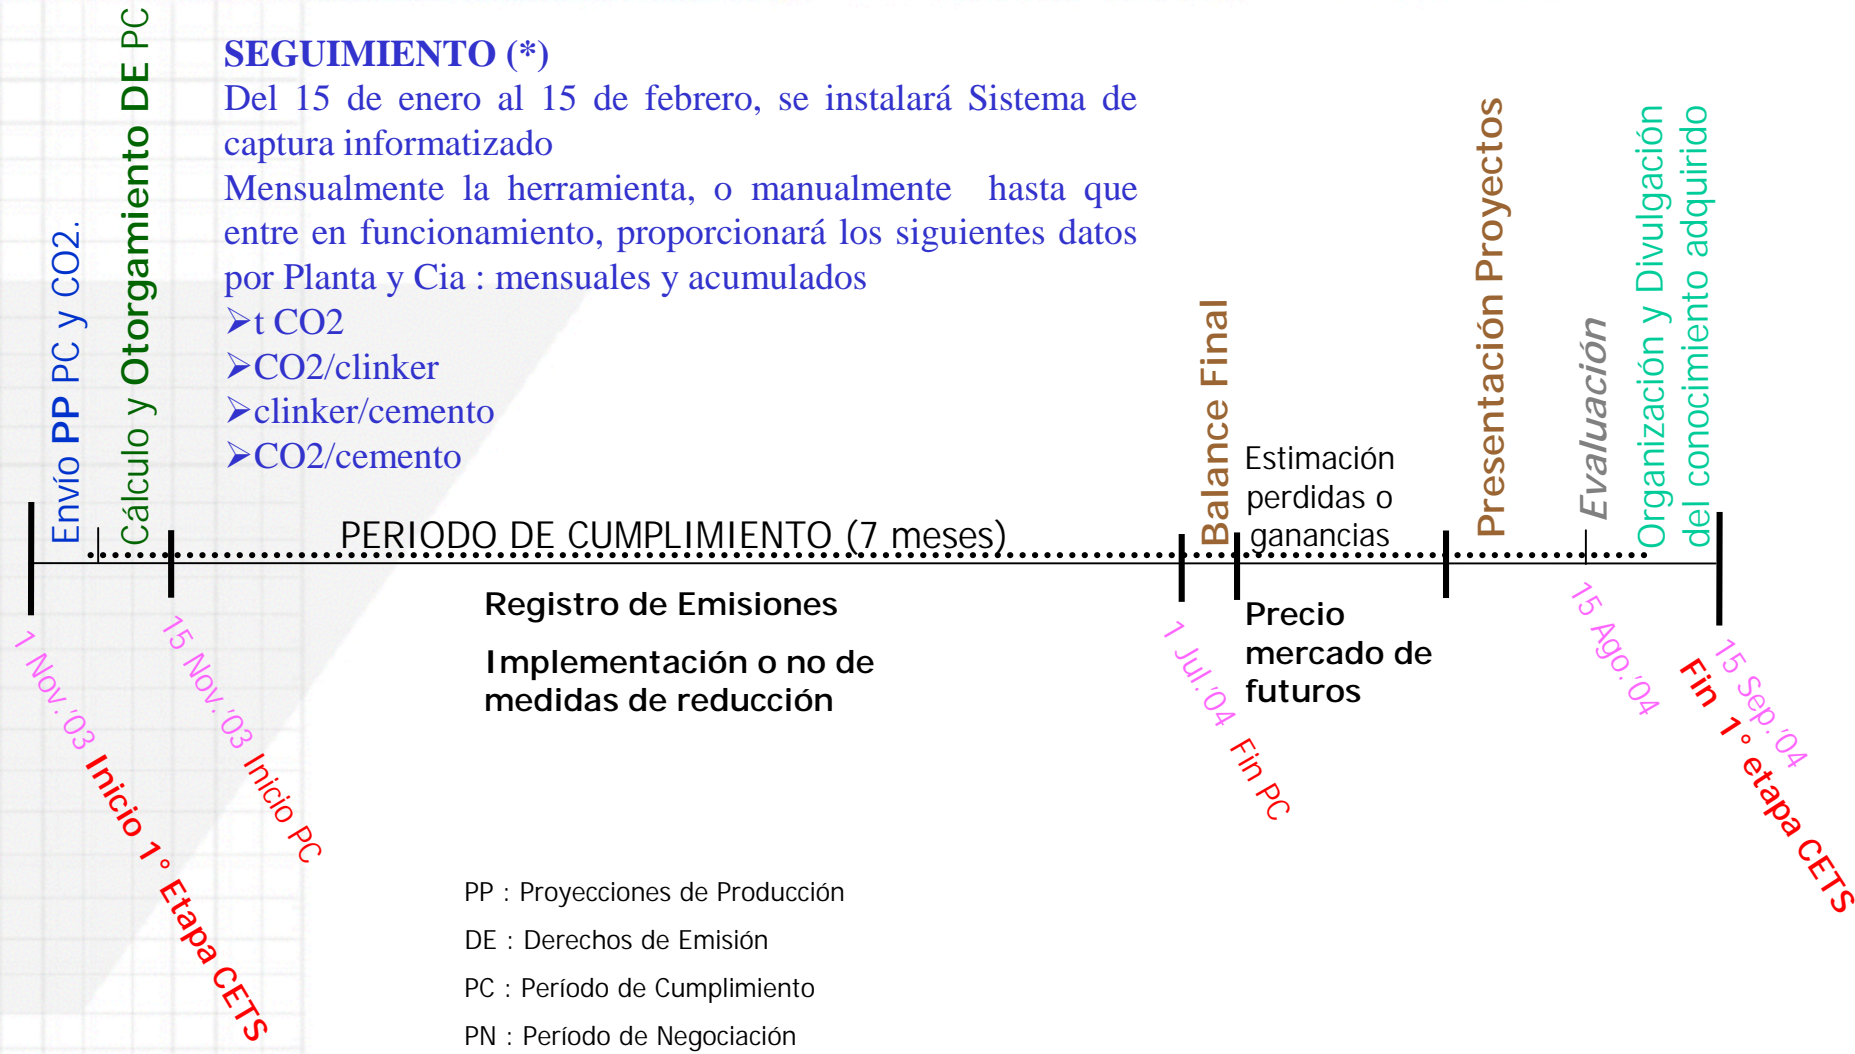 Envío PP PC y CO2.
Cálculo y Otorgamiento DE PC
SEGUIMIENTO (*)
Del 15 de enero al 15 de febrero, se instalará Sistema de
captura informatizado
Mensualmente la herramienta, o manualmente hasta que
entre en funcionamiento, proporcionará los siguientes datos
por Planta y Cia : mensuales y acumulados
➢t CO2
➢CO2/clinker
➢clinker/cemento
➢CO2/cemento
PERIODO DE CUMPLIMIENTO (7 meses)
Balance Final
Estimación
perdidas o
ganancias
Presentación Proyectos
Evaluación
Organización y Divulgación
del conocimiento adquirido
Registro de Emisiones
Implementación o no de
medidas de reducción
Precio
mercado de
futuros
1 Nov.'03 Inicio 1° Etapa CETS
15 Nov.'03 Inicio PC
1 Jul.'04 Fin PC
15 Ago.'04
15 Sep.'04
Fin 1° etapa CETS
PP : Proyecciones de Producción
DE : Derechos de Emisión
PC : Período de Cumplimiento
PN : Período de Negociación